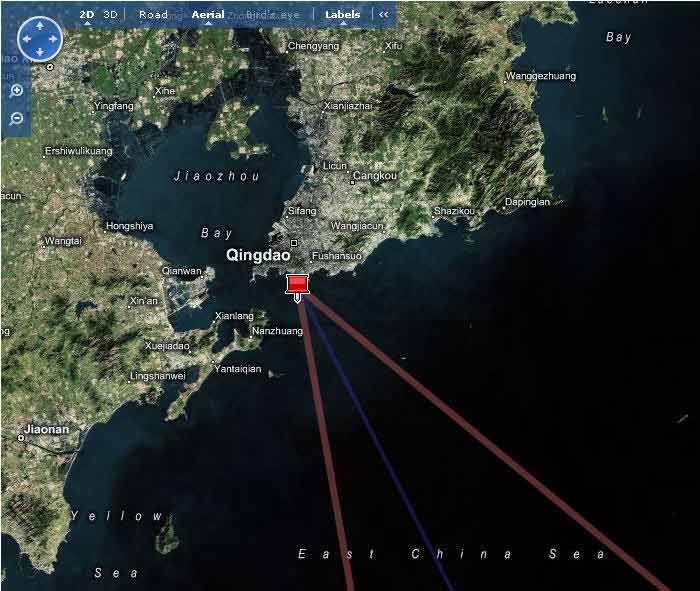 2D 3D Road Aerial Bird's eye Labels <<
Bay
Chengyang
Xifu
Wanggezhuang
Xihe
Yingfang
Xianjiazhai
Ershiwulikuang
Licun
Cangkou
Jiaozhou
Bay
Sifang
Shazikou
Dapinglan
Hongshiya
Wangjiacun
Wangtai
Qingdao
Fushansuo
Qianwan
Xin'an
Xianlang
Nanzhuang
Xuejiadao
Yantaiqian
Lingshanwei
Jiaonan
Yellow
Sea
East China Sea